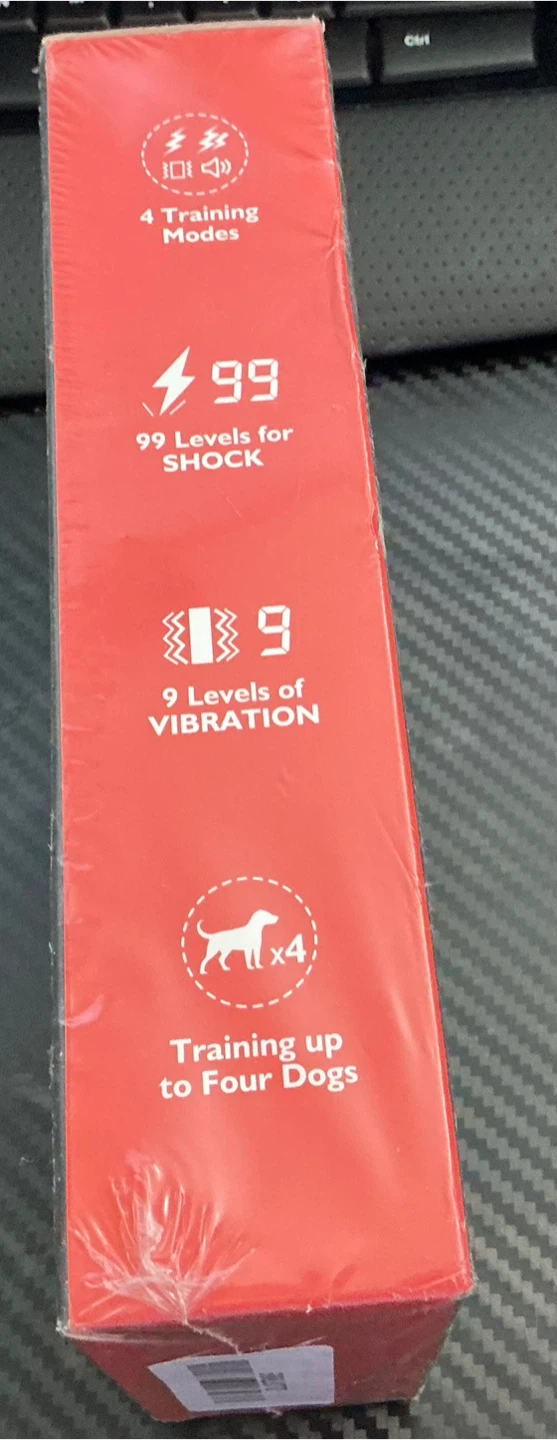 Ctrl
4 Training
Modes
99
99 Levels for
SHOCK
9
9 Levels of
VIBRATION
x4
Training up
to Four Dogs